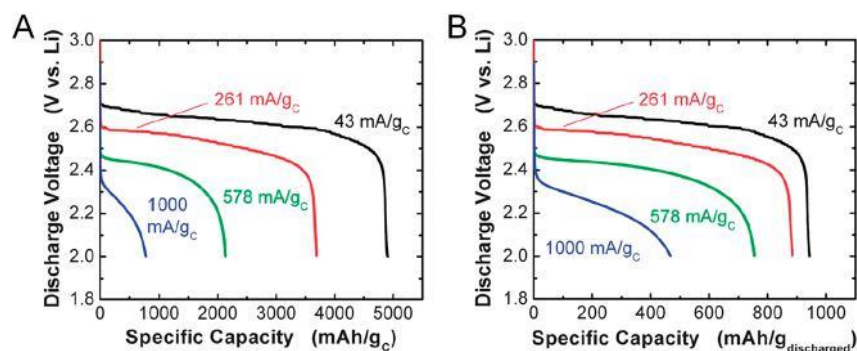 A
Discharge Voltage (V vs. Li)
3.0
2.8
2.6
2.4
2.2
2.0
1.8
261 mA/gC
43 mA/gC
1000
mA/gC
578 mA/gC
0 1000 2000 3000 4000 5000
Specific Capacity (mAh/gC)
B
Discharge Voltage (V vs. Li)
3.0
2.8
2.6
2.4
2.2
2.0
1.8
261 mA/gC
43 mA/gC
578 mA/gC
1000 mA/gC
0 200 400 600 800 1000
Specific Capacity (mAh/gdischarged)